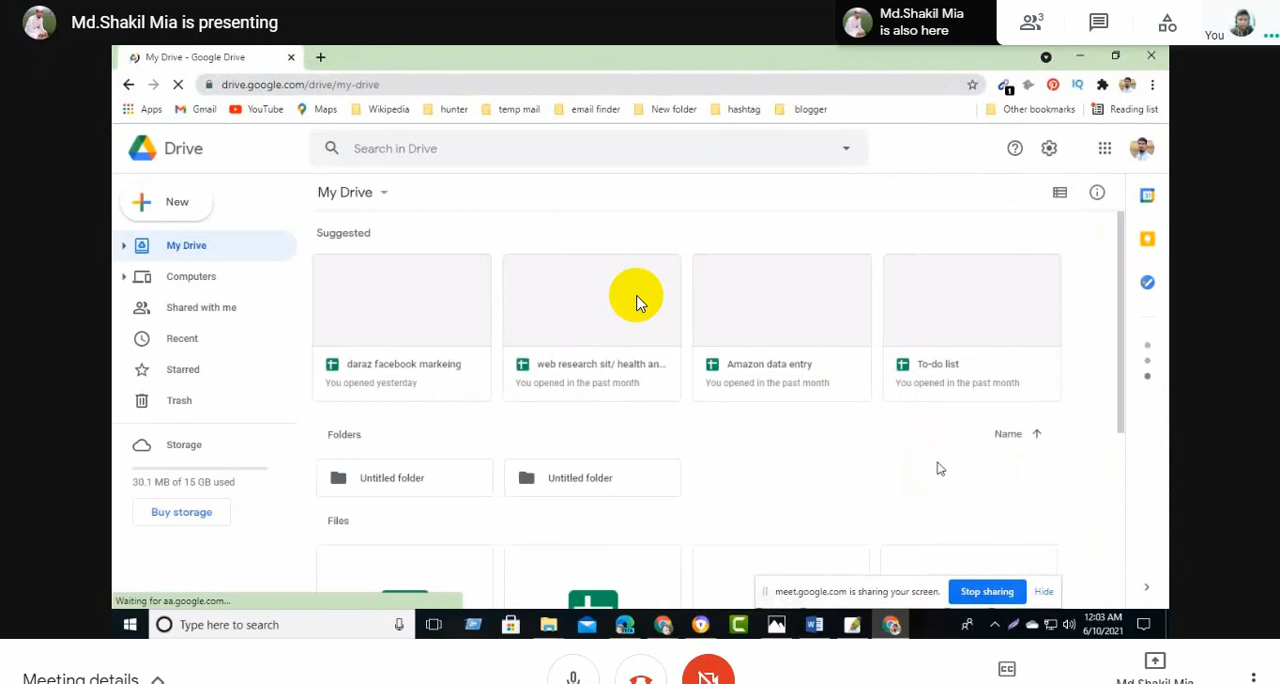 Md.Shakil Mia is presenting
Md.Shakil Mia
is also here
3
You
My Drive - Google Drive
drive.google.com/drive/my-drive
1
Apps Gmail YouTube Maps Wikipedia hunter temp mail email finder New folder hashtag blogger Other bookmarks Reading list
Drive
Search in Drive
New
My Drive
My Drive
Computers
Shared with me
Recent
Starred
Trash
Storage
30.1 MB of 15 GB used
Buy storage
Suggested
daraz facebook markeing
You opened yesterday
web research sit/ health an...
You opened in the past month
Amazon data entry
You opened in the past month
To-do list
You opened in the past month
Folders
Name
Untitled folder
Untitled folder
Files
meet.google.com is sharing your screen.
Stop sharing
Hide
Waiting for aa.google.com...
Type here to search
12:03 AM
6/10/2021
Meeting details
CC
Md.Shakil Mia